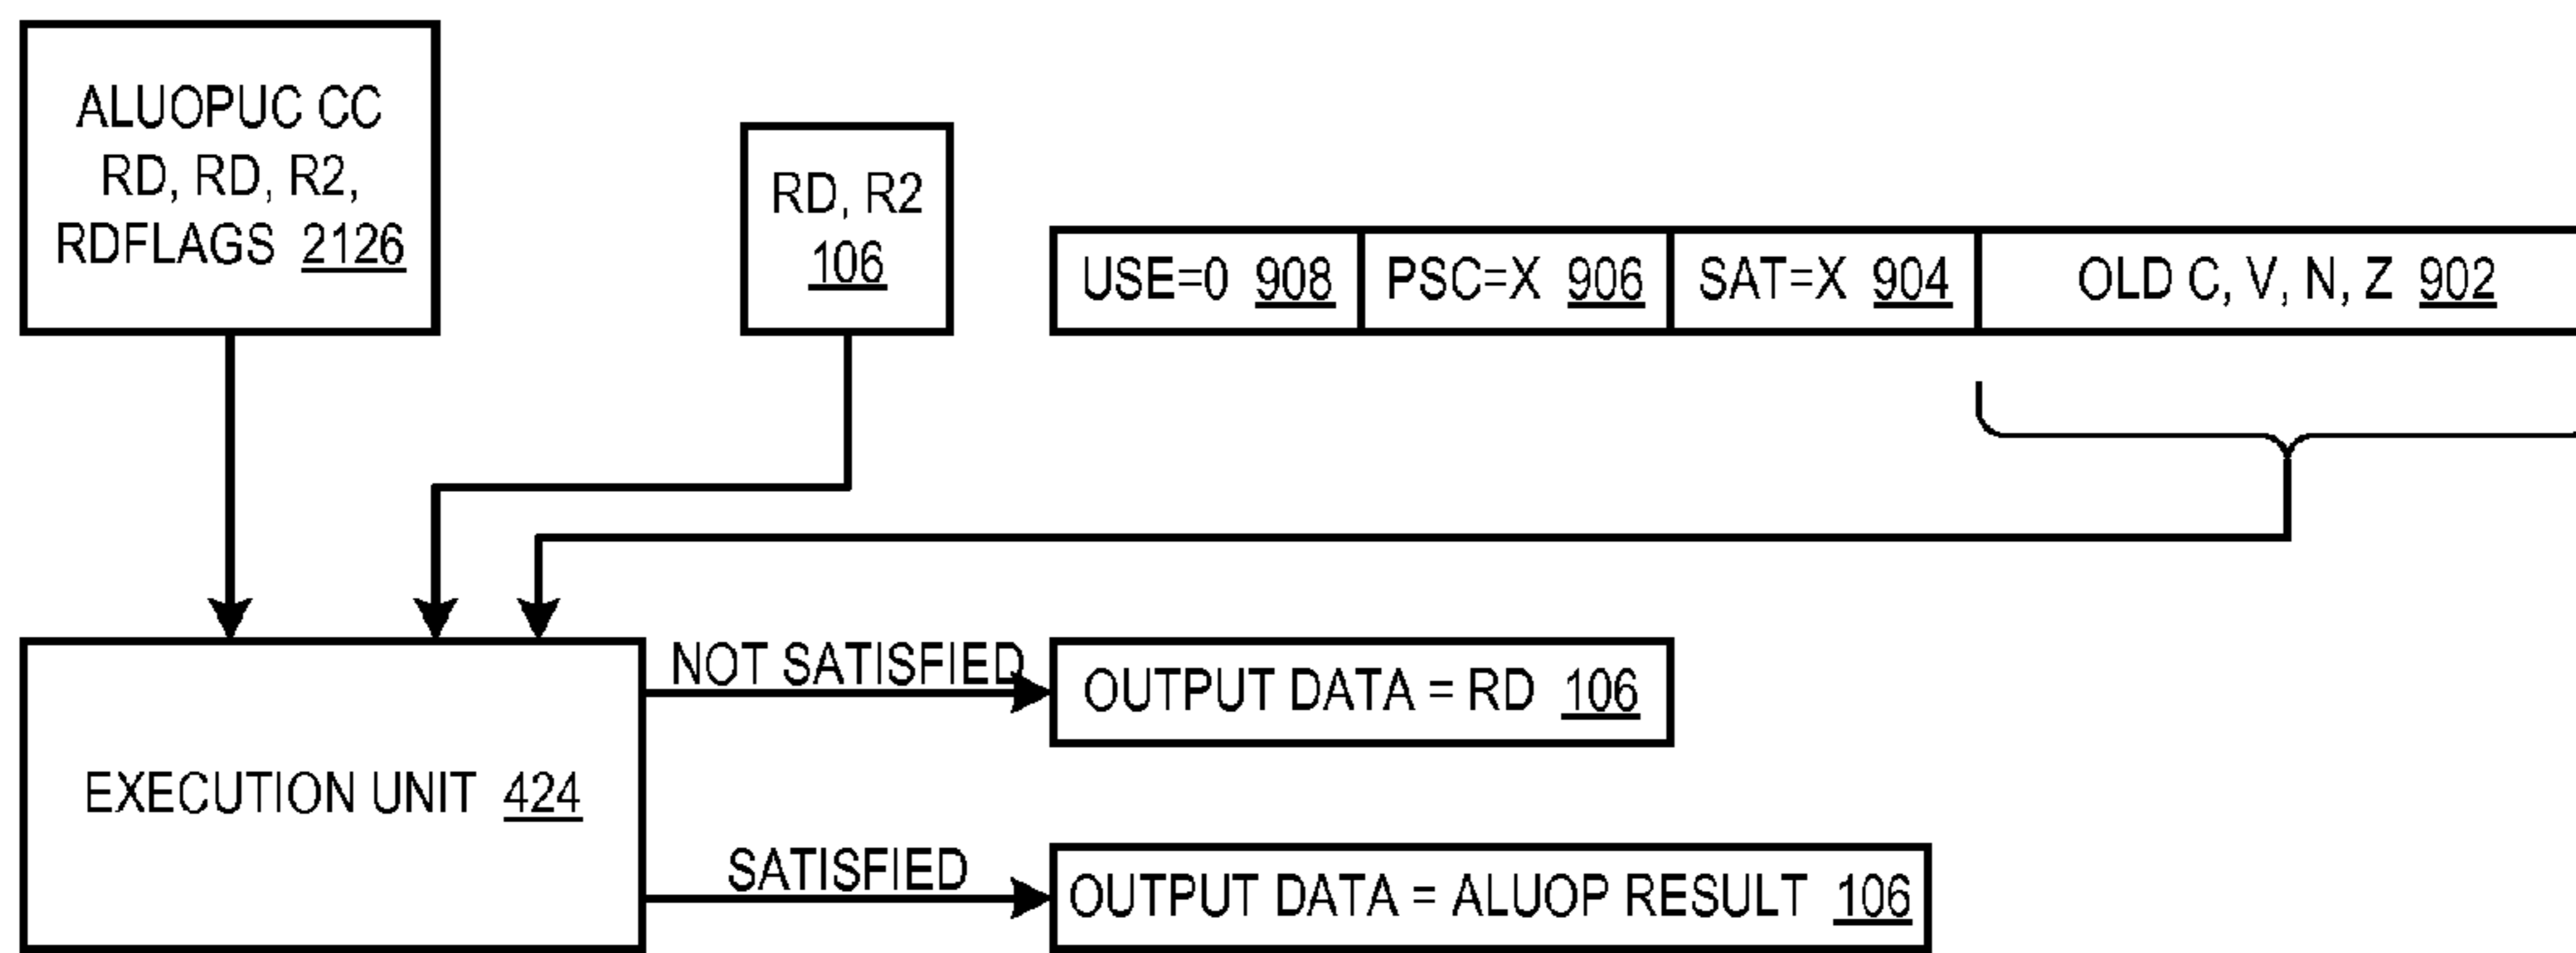 ALUOPUC CC
RD, RD, R2,
RDFLAGS 2126
RD, R2
106
USE=0 908
PSC=X 906
SAT=X 904
OLD C, V, N, Z 902
NOT SATISFIED
OUTPUT DATA = RD 106
EXECUTION UNIT 424
SATISFIED
OUTPUT DATA = ALUOP RESULT 106